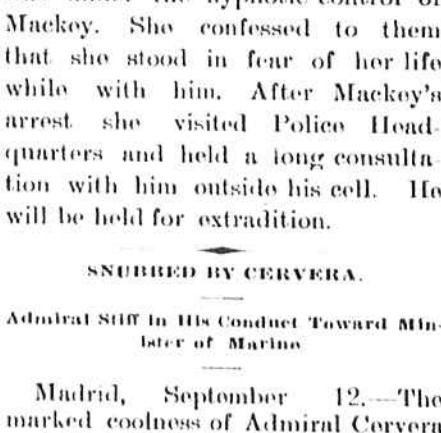 hypnotic control of
Mackey. She confessed to them
that she stood in fear of her life
while with him. After Mackey's
arrest she visited Police Head-
quarters and held a long consulta-
tion with him outside his cell. He
will be held for extradition.
SNUBBED BY CERVERA.
Admiral Stiff in His Conduct Toward Min-
ister of Marine
Madrid, September 12.—The
marked coolness of Admiral Cervera